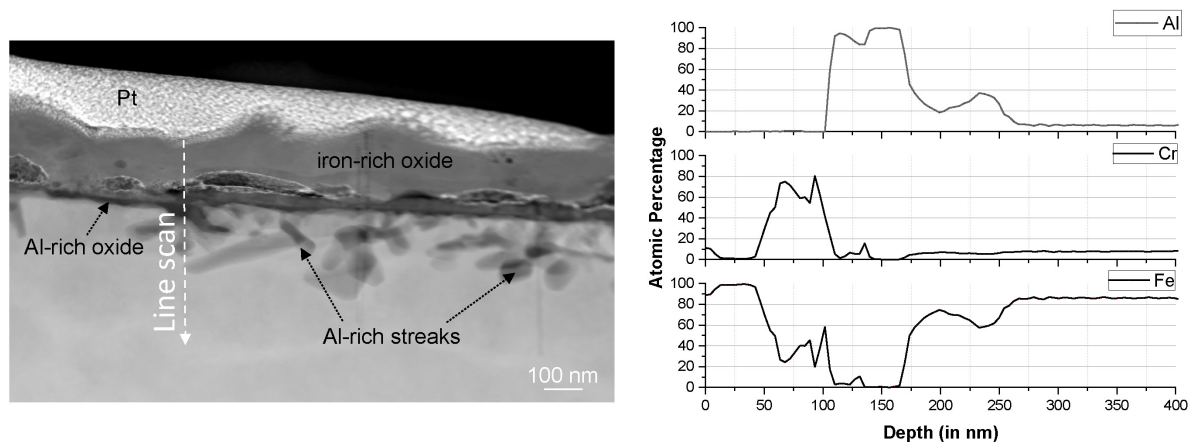 Pt
iron-rich oxide
Al-rich oxide
Line scan
Al-rich streaks
100 nm
Al
100
80
60
40
20
0
Cr
100
80
60
40
20
0
Fe
100
80
60
40
20
0
0 50 100 150 200 250 300 350 400
Atomic Percentage
Depth (in nm)